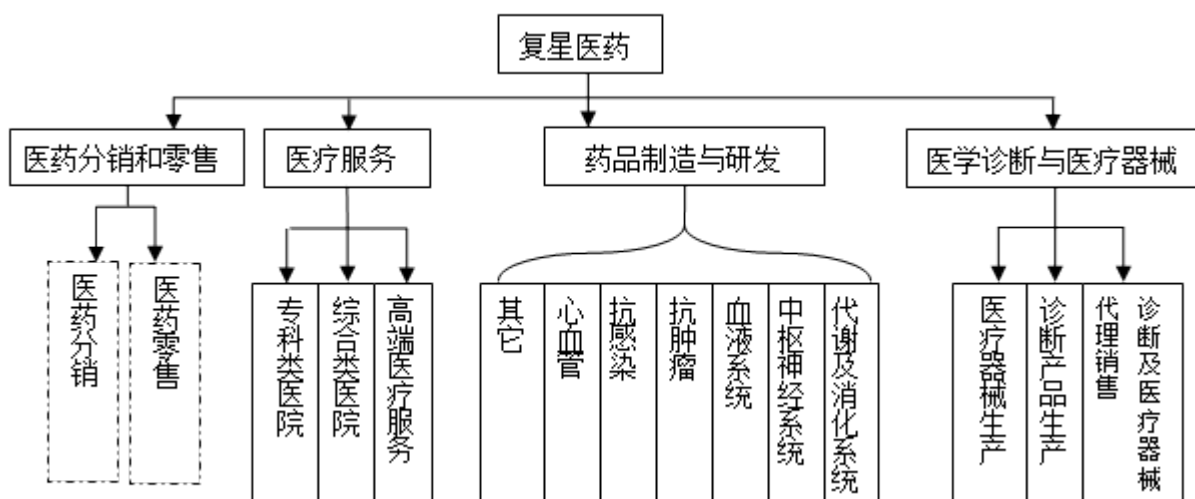 复星医药
医药分销和零售
医疗服务
药品制造与研发
医学诊断与医疗器械
医药分销
医药零售
专科类医院
综合类医院
高端医疗服务
其它
心血管
抗感染
抗肿瘤
血液系统
中枢神经系统
代谢及消化系统
医疗器械生产
诊断产品生产
诊断及医疗器械
代理销售